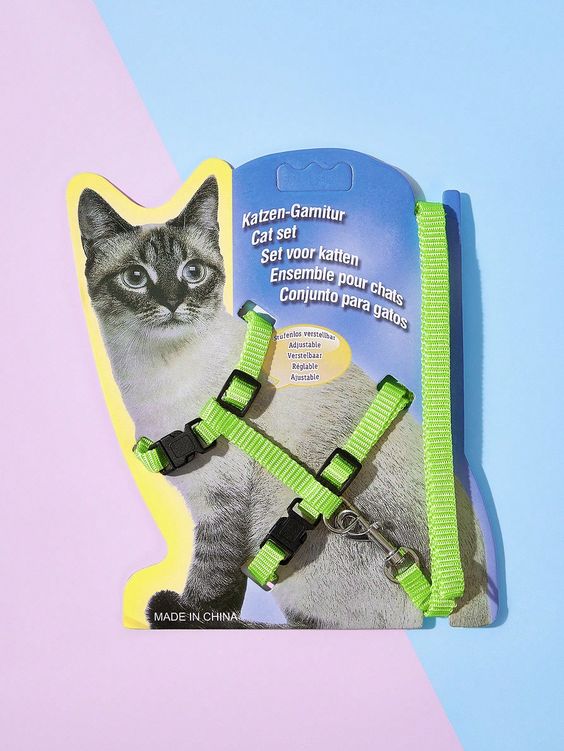 Katzen-Garnitur
Cat set
Set voor katten
Ensemble pour chats
Conjunto para gatos
stufenlos verstellbar
Adjustable
Verstelbaar
Réglable
Ajustable
MADE IN CHINA